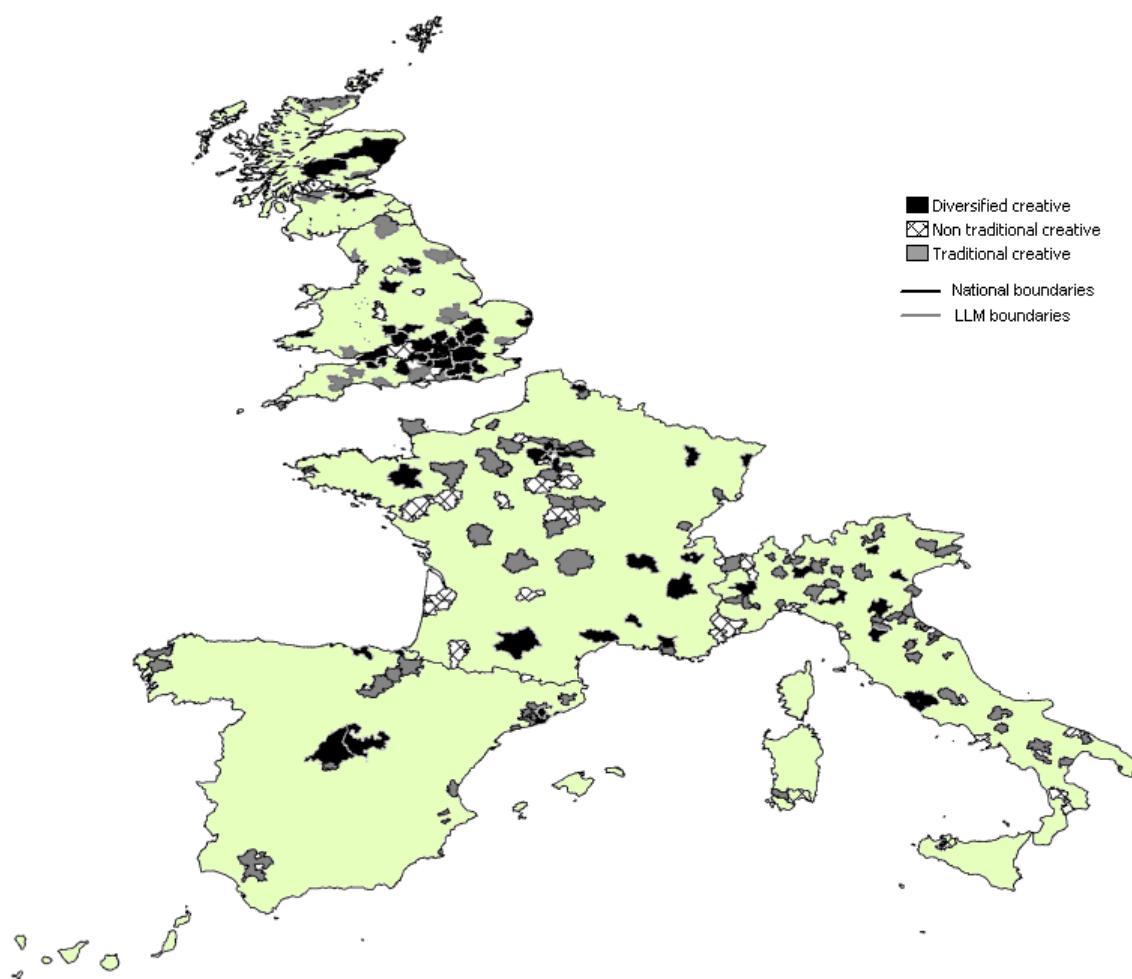 Diversified creative
Non traditional creative
Traditional creative
National boundaries
LLM boundaries